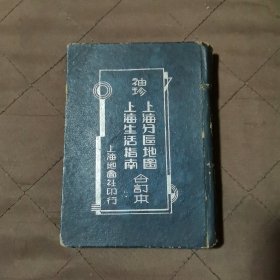 袖珍
上海分區地圖
上海生活指南
合訂本
上海地圖社印行